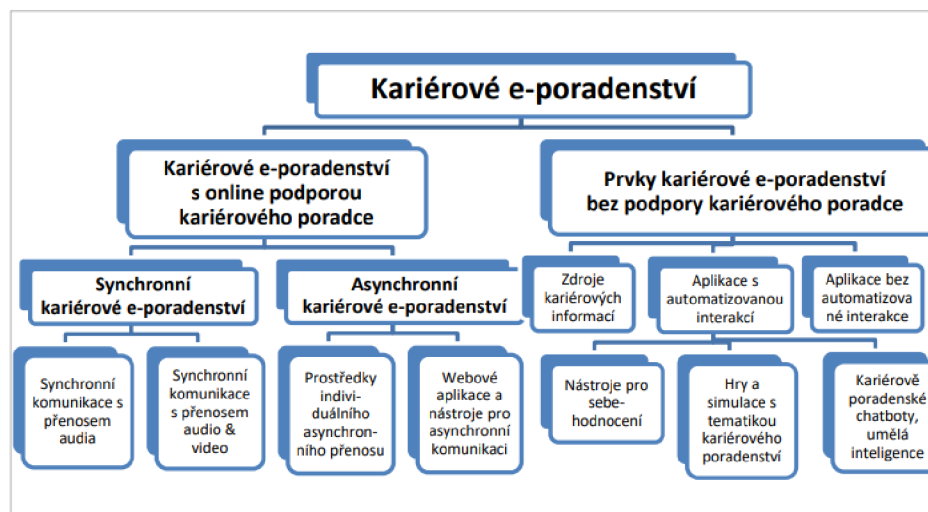 Kariérové e-poradenství
Kariérové e-poradenství
s online podporou
kariérového poradce
Prvky kariérové e-poradenství
bez podpory kariérového poradce
Synchronní
kariérové e-poradenství
Asynchronní
kariérové e-poradenství
Zdroje
kariérových
informací
Aplikace s
automatizovanou
interakcí
Aplikace bez
automatizova
né interakce
Synchronní
komunikace s
přenosem
audia
Synchronní
komunikace
s přenosem
audio &
video
Prostředky
indivi-
duálního
asynchron-
ního přenosu
Webové
aplikace a
nástroje pro
asynchronní
komunikaci
Nástroje pro
sebe-
hodnocení
Hry a
simulace s
tematikou
kariérového
poradenství
Kariérově
poradenské
chatboty,
umělá
inteligence